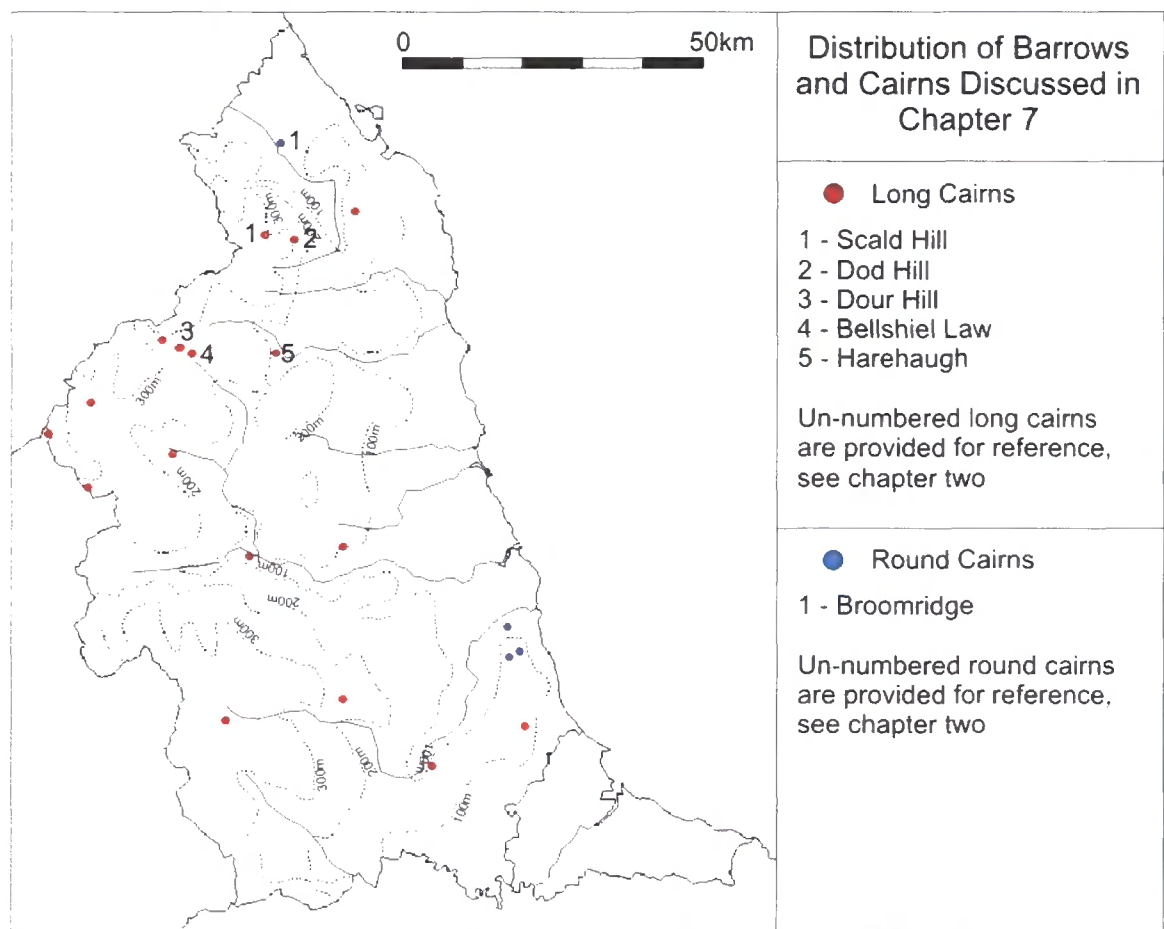 0 50km
Distribution of Barrows
and Cairns Discussed in
Chapter 7
Long Cairns
1 - Scald Hill
2 - Dod Hill
3 - Dour Hill
4 - Bellshiel Law
5 - Harehaugh
Un-numbered long cairns
are provided for reference,
see chapter two
Round Cairns
1 - Broomridge
Un-numbered round cairns
are provided for reference,
see chapter two
1
300m
100m
1
2
3
4
5
300m
200m
100m
200m
100m
200m
300m
300m
200m
100m
100m